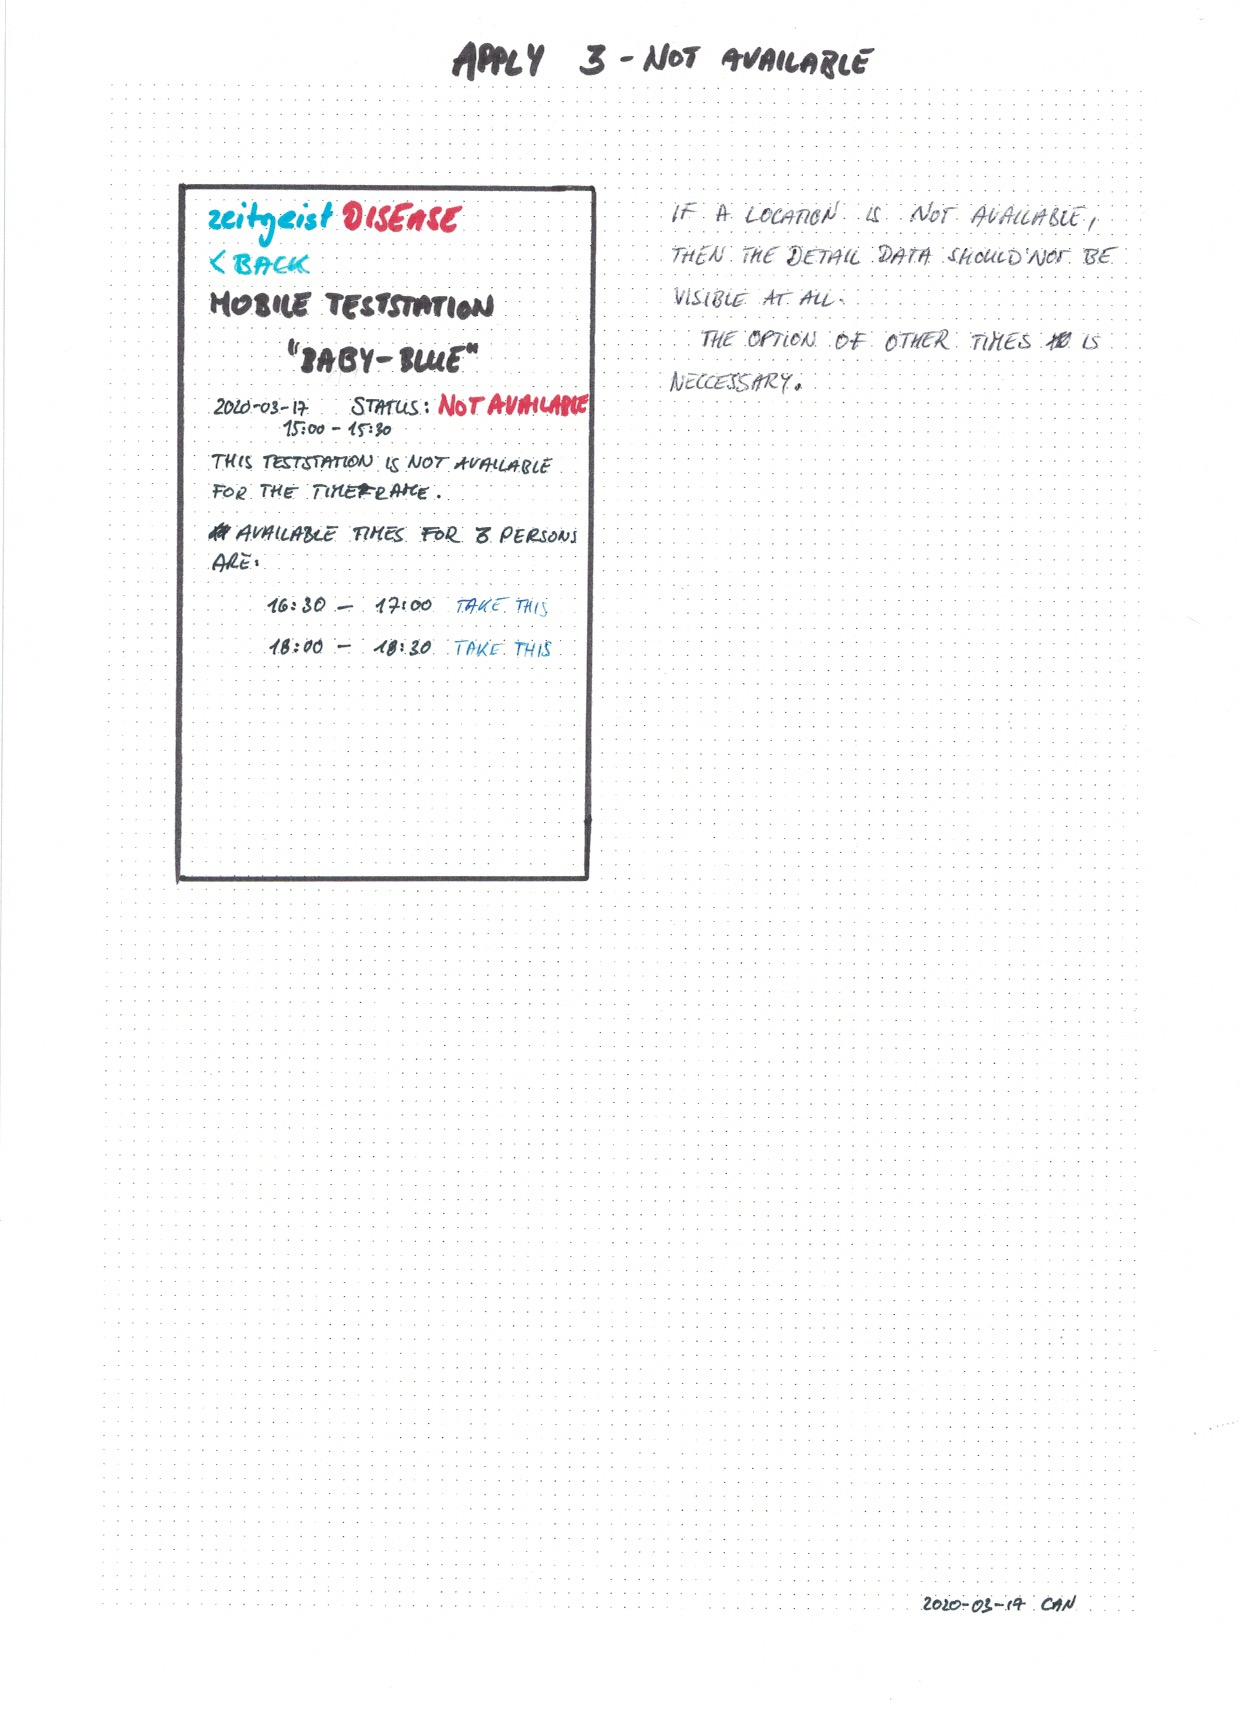 APPLY 3 - NOT AVAILABLE
zeitgeist DISEASE
< BACK
MOBILE TESTSTATION
"BABY-BLUE"
2020-03-17 STATUS: NOT AVAILABLE
15:00 - 15:30
THIS TESTSTATION IS NOT AVAILABLE
FOR THE TIMEFRAME.
AVAILABLE TIMES FOR 3 PERSONS
ARE:
16:30 - 17:00 TAKE THIS
18:00 - 18:30 TAKE THIS
IF A LOCATION IS NOT AVAILABLE,
THEN THE DETAIL DATA SHOULD NOT BE
VISIBLE AT ALL.
THE OPTION OF OTHER TIMES IS
NECCESSARY.
2020-03-17 CAN